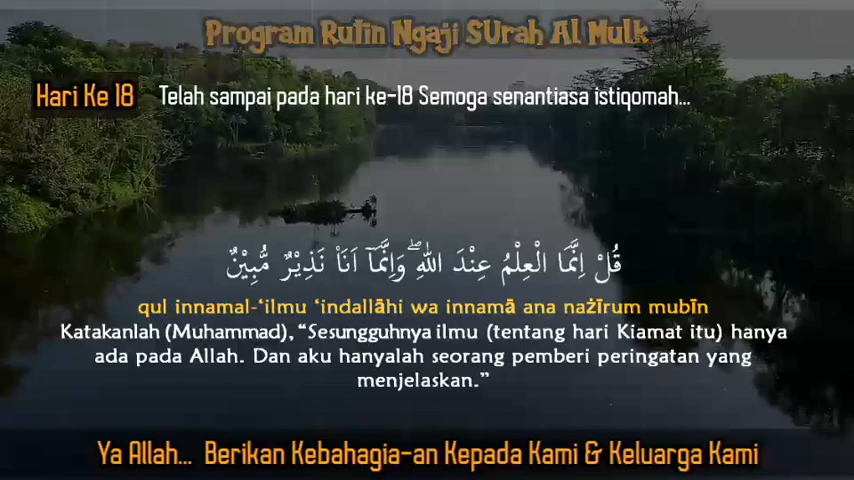 Program Rutin Ngaji SUrah Al Mulk
Hari Ke 18 Telah sampai pada hari ke-18 Semoga senantiasa istiqomah...
قُلْ اِنَّمَا الْعِلْمُ عِنْدَ اللّٰهِ ۖوَاِنَّمَآ اَنَا۠ نَذِيْرٌ مُّبِيْنٌ
qul innamal-‘ilmu ‘indallāhi wa innamā ana nażīrum mubīn
Katakanlah (Muhammad), “Sesungguhnya ilmu (tentang hari Kiamat itu) hanya
ada pada Allah. Dan aku hanyalah seorang pemberi peringatan yang
menjelaskan.”
Ya Allah... Berikan Kebahagia-an Kepada Kami & Keluarga Kami